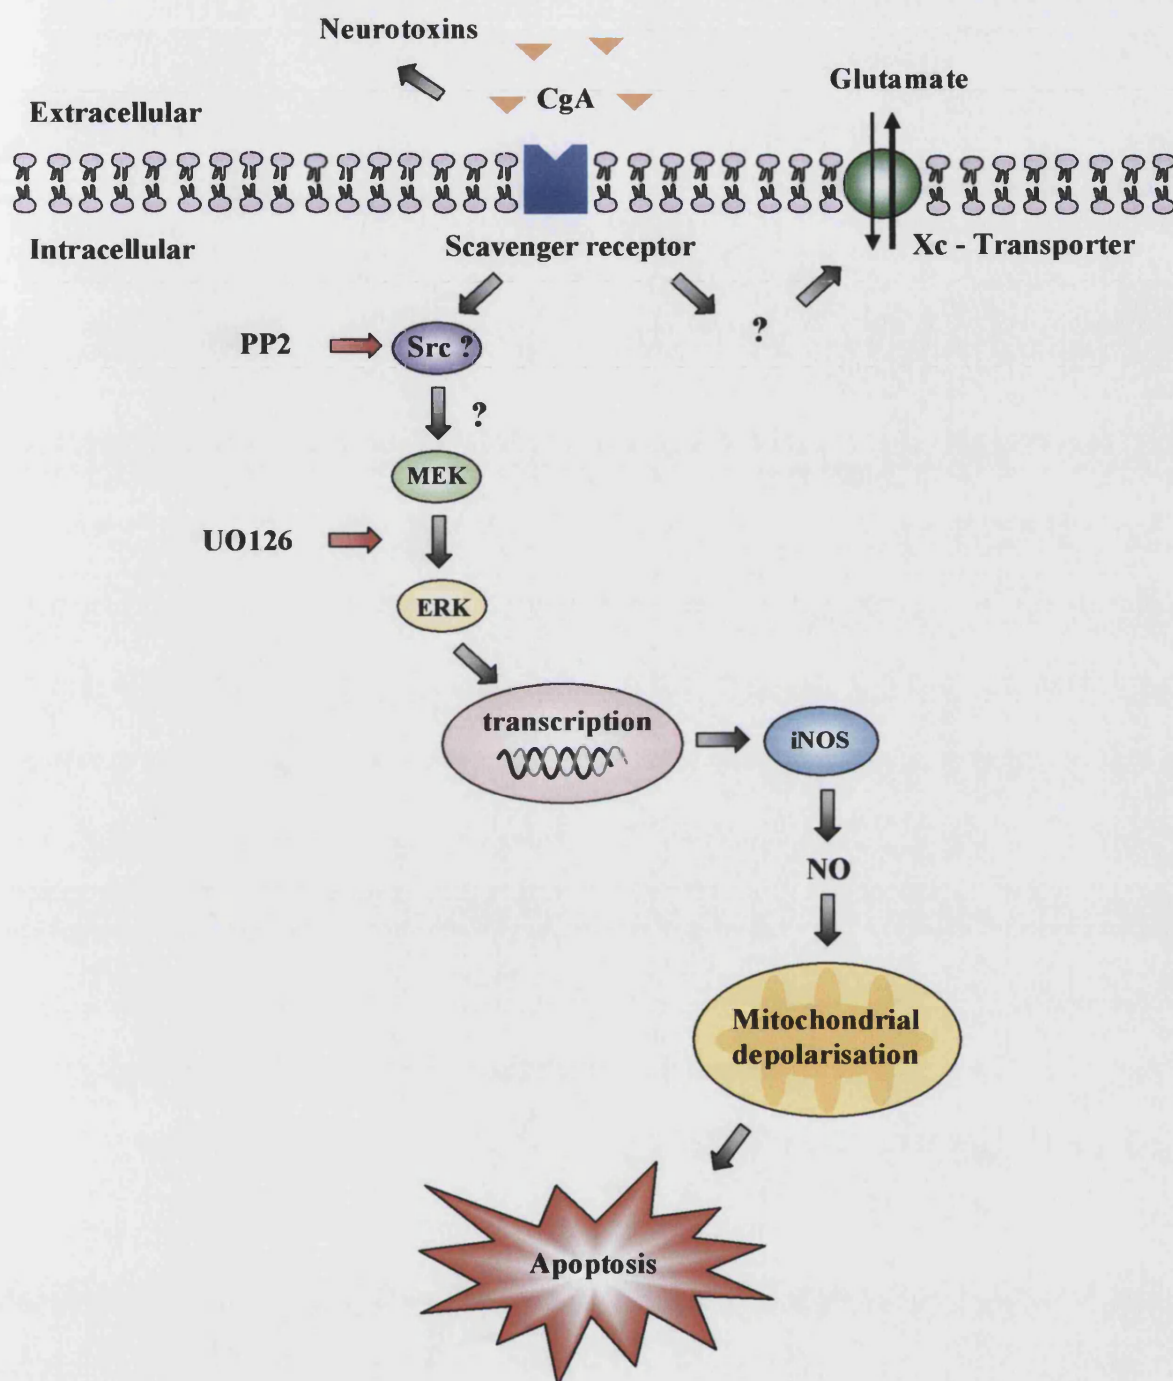 Neurotoxins
CgA
Glutamate
Extracellular
Intracellular
Scavenger receptor
Xc - Transporter
?
PP2
Src ?
?
MEK
UO126
ERK
transcription
iNOS
NO
Mitochondrial
depolarisation
Apoptosis